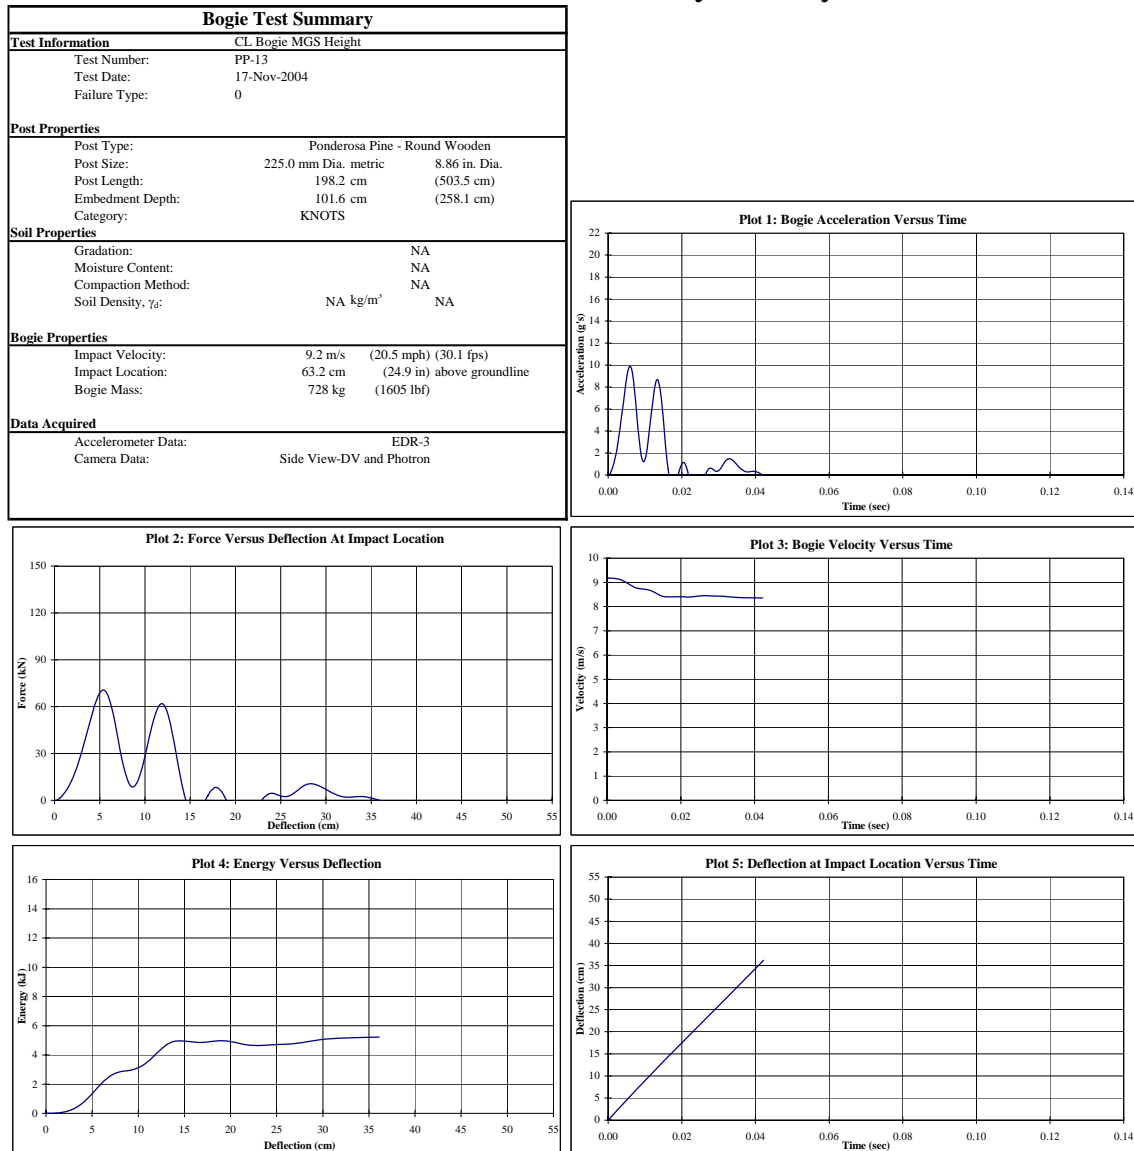 Bogie Test Summary
Test Information CL Bogie MGS Height
Test Number: PP-13
Test Date: 17-Nov-2004
Failure Type: 0
Post Properties
Post Type: Ponderosa Pine - Round Wooden
Post Size: 225.0 mm Dia. metric 8.86 in. Dia.
Post Length: 198.2 cm (503.5 cm)
Embedment Depth: 101.6 cm (258.1 cm)
Category: KNOTS
Soil Properties
Gradation: NA
Moisture Content: NA
Compaction Method: NA
Soil Density, γd: NA kg/m³ NA
Bogie Properties
Impact Velocity: 9.2 m/s (20.5 mph) (30.1 fps)
Impact Location: 63.2 cm (24.9 in) above groundline
Bogie Mass: 728 kg (1605 lbf)
Data Acquired
Accelerometer Data: EDR-3
Camera Data: Side View-DV and Photron
Plot 1: Bogie Acceleration Versus Time
Acceleration (g's)
22
20
18
16
14
12
10
8
6
4
2
0
0.00 0.02 0.04 0.06 0.08 0.10 0.12 0.14
Time (sec)
Plot 2: Force Versus Deflection At Impact Location
Force (kN)
150
120
90
60
30
0
0 5 10 15 20 25 30 35 40 45 50 55
Deflection (cm)
Plot 3: Bogie Velocity Versus Time
Velocity (m/s)
10
9
8
7
6
5
4
3
2
1
0
0.00 0.02 0.04 0.06 0.08 0.10 0.12 0.14
Time (sec)
Plot 4: Energy Versus Deflection
Energy (kJ)
16
14
12
10
8
6
4
2
0
0 5 10 15 20 25 30 35 40 45 50 55
Deflection (cm)
Plot 5: Deflection at Impact Location Versus Time
Deflection (cm)
55
50
45
40
35
30
25
20
15
10
5
0
0.00 0.02 0.04 0.06 0.08 0.10 0.12 0.14
Time (sec)